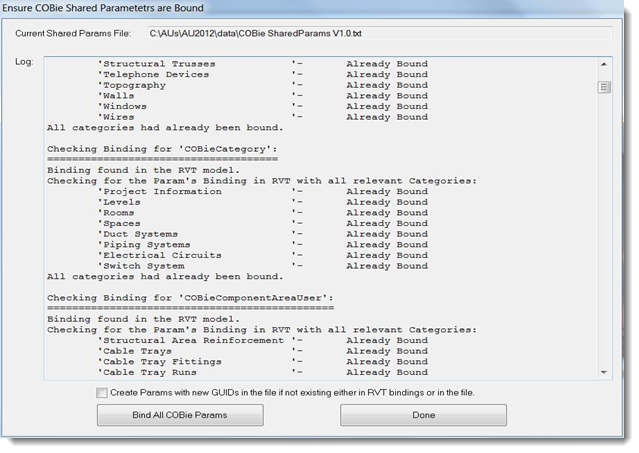 Ensure COBie Shared Parametetrs are Bound
Current Shared Params File: C:\AUs\AU2012\data\COBie SharedParams V1.0.txt
Log:
'Structural Trusses '- Already Bound
'Telephone Devices '- Already Bound
'Topography '- Already Bound
'Walls '- Already Bound
'Windows '- Already Bound
'Wires '- Already Bound
All categories had already been bound.
Checking Binding for 'COBieCategory':
====================================
Binding found in the RVT model.
Checking for the Param's Binding in RVT with all relevant Categories:
'Project Information '- Already Bound
'Levels '- Already Bound
'Rooms '- Already Bound
'Spaces '- Already Bound
'Duct Systems '- Already Bound
'Piping Systems '- Already Bound
'Electrical Circuits '- Already Bound
'Switch System '- Already Bound
All categories had already been bound.
Checking Binding for 'COBieComponentAreaUser':
=============================================
Binding found in the RVT model.
Checking for the Param's Binding in RVT with all relevant Categories:
'Structural Area Reinforcement '- Already Bound
'Cable Trays '- Already Bound
'Cable Tray Fittings '- Already Bound
'Cable Tray Runs '- Already Bound
Create Params with new GUIDs in the file if not existing either in RVT bindings or in the file.
Bind All COBie Params Done